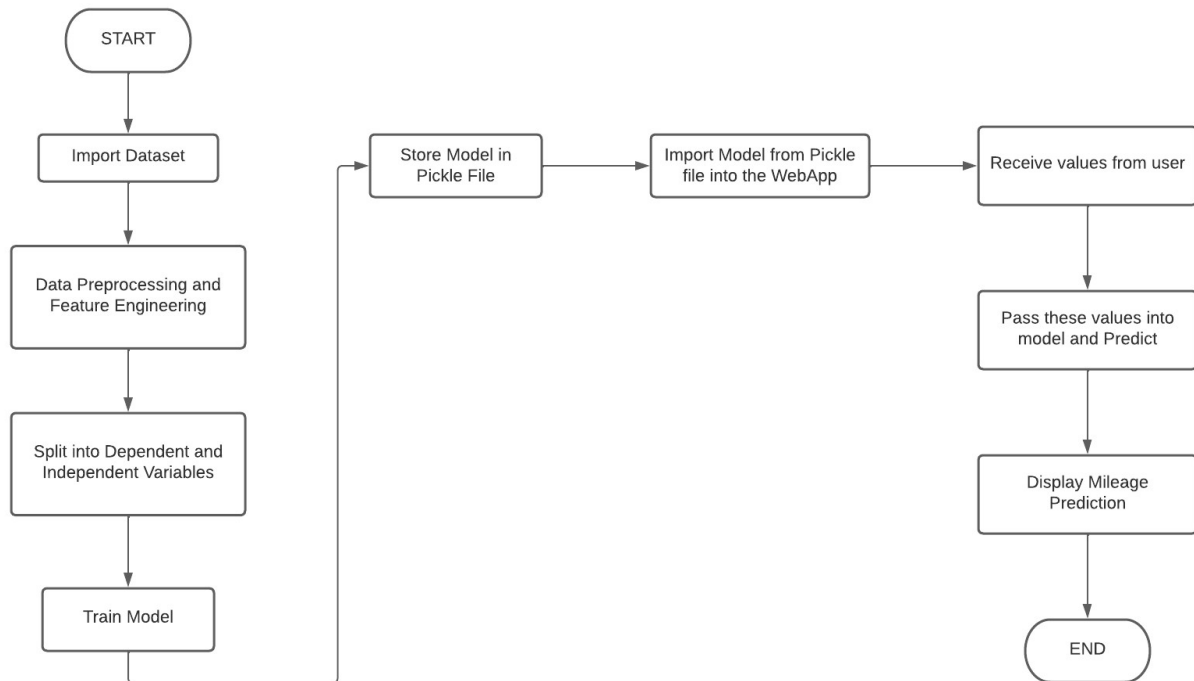 START
Import Dataset
Data Preprocessing and
Feature Engineering
Split into Dependent and
Independent Variables
Train Model
Store Model in
Pickle File
Import Model from Pickle
file into the WebApp
Receive values from user
Pass these values into
model and Predict
Display Mileage
Prediction
END